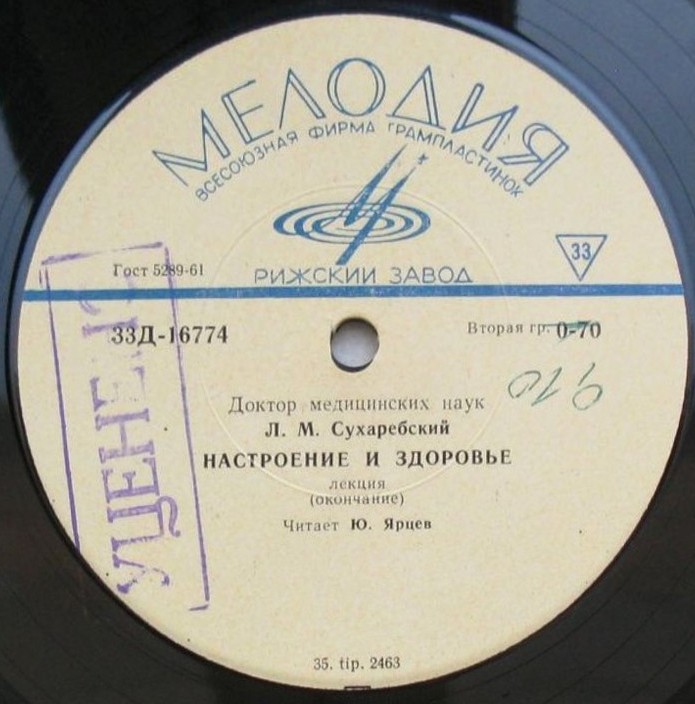 МЕЛОДИЯ
ВСЕСОЮЗНАЯ ФИРМА ГРАМПЛАСТИНОК
33
Гост 5289-61
РИЖСКИЙ ЗАВОД
33Д-16774
Вторая гр. 0-70
Доктор медицинских наук
Л. М. Сухаребский
НАСТРОЕНИЕ И ЗДОРОВЬЕ
лекция
(окончание)
Читает Ю. Ярцев
35. tip. 2463